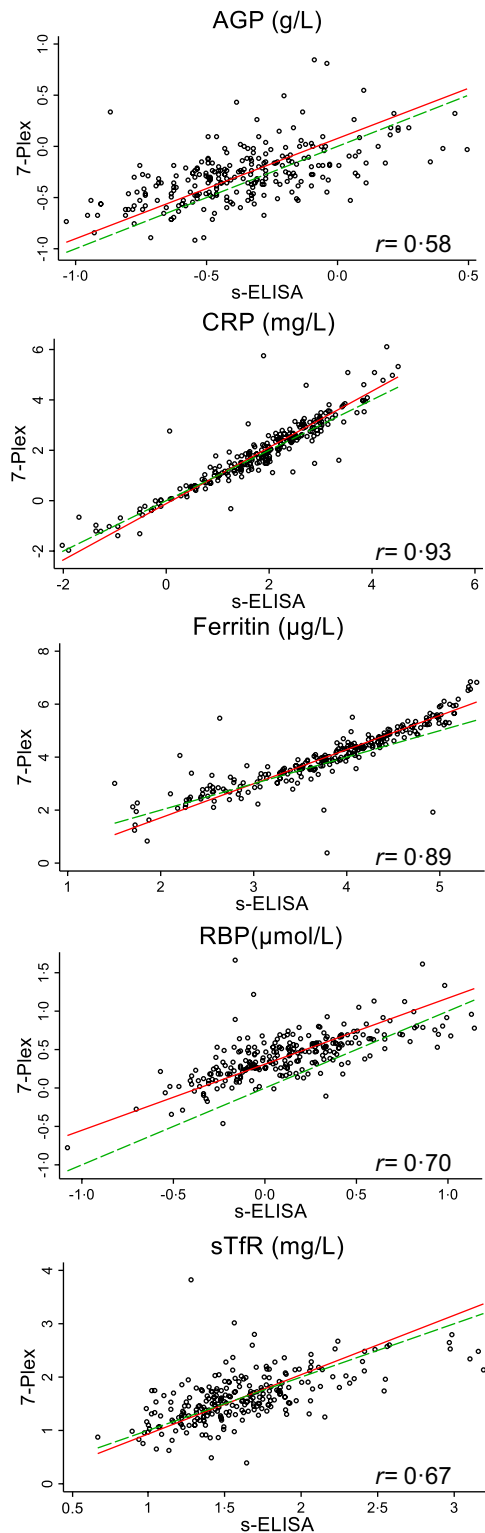 AGP (g/L)
1·0
0·5
0·0
-0·5
-1·0
7-Plex
r= 0·58
-1·0 -0·5 0·0 0·5
s-ELISA
CRP (mg/L)
6
4
2
0
-2
7-Plex
r= 0·93
-2 0 2 4 6
s-ELISA
Ferritin (µg/L)
8
6
4
2
0
7-Plex
r= 0·89
1 2 3 4 5
s-ELISA
RBP(µmol/L)
1·5
1·0
0·5
0·0
-0·5
-1·0
7-Plex
r= 0·70
-1·0 -0·5 0·0 0·5 1·0
s-ELISA
sTfR (mg/L)
4
3
2
1
0
7-Plex
r= 0·67
0·5 1 1·5 2 2·5 3
s-ELISA